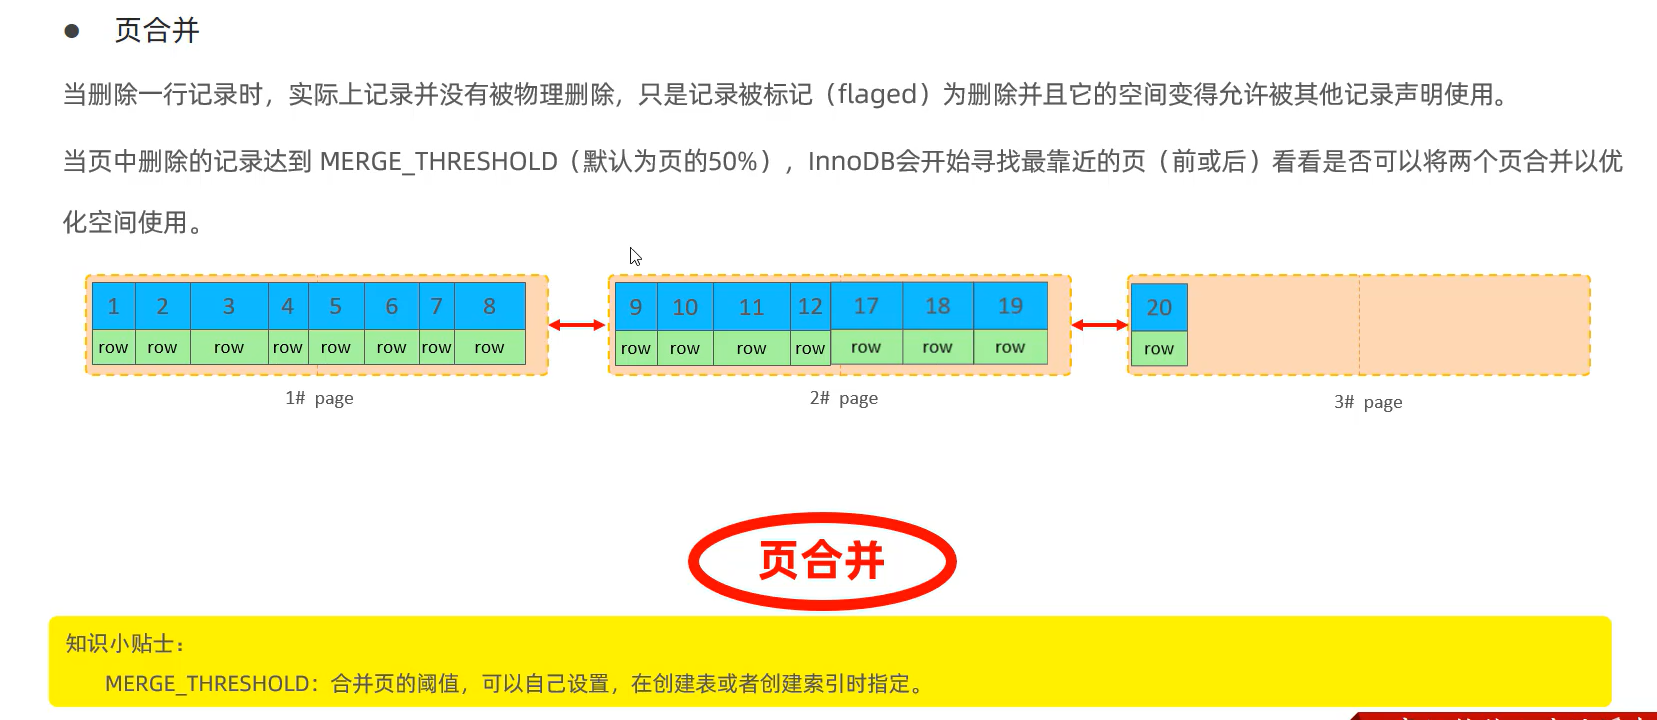 ● 页合并
当删除一行记录时，实际上记录并没有被物理删除，只是记录被标记（flaged）为删除并且它的空间变得允许被其他记录声明使用。
当页中删除的记录达到 MERGE_THRESHOLD（默认为页的50%），InnoDB会开始寻找最靠近的页（前或后）看看是否可以将两个页合并以优
化空间使用。
1 2 3 4 5 6 7 8 9 10 11 12 17 18 19 20
row row row row row row row row row row row row row row row row
1# page 2# page 3# page
页合并
知识小贴士：
MERGE_THRESHOLD：合并页的阈值，可以自己设置，在创建表或者创建索引时指定。